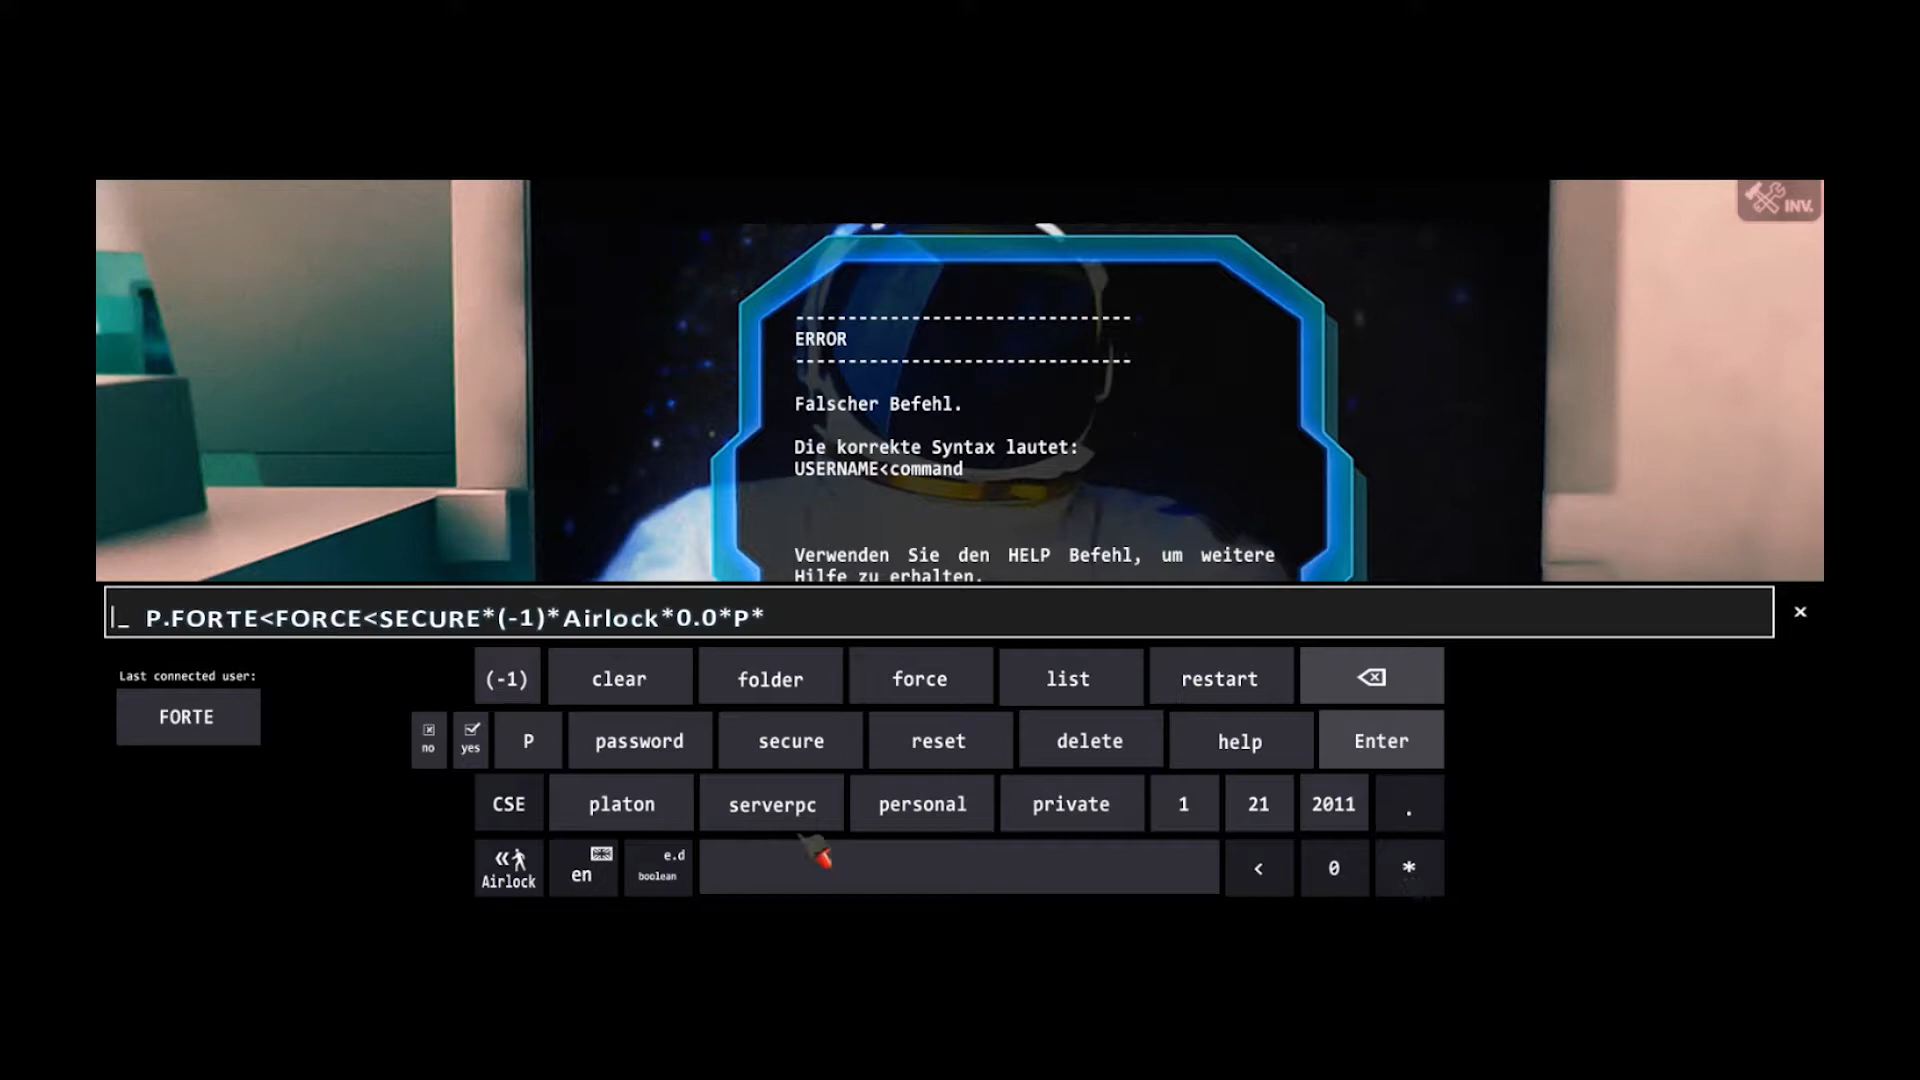 INV.
ERROR
Falscher Befehl.
Die korrekte Syntax lautet:
USERNAME<command
Verwenden Sie den HELP Befehl, um weitere
Hilfe zu erhalten.
_ P.FORTE<FORCE<SECURE*(-1)*Airlock*0.0*P*
×
Last connected user:
FORTE
(-1) clear folder force list restart
no yes P password secure reset delete help Enter
CSE platon serverpc personal private 1 21 2011 .
« Airlock en e.d boolean < 0 *